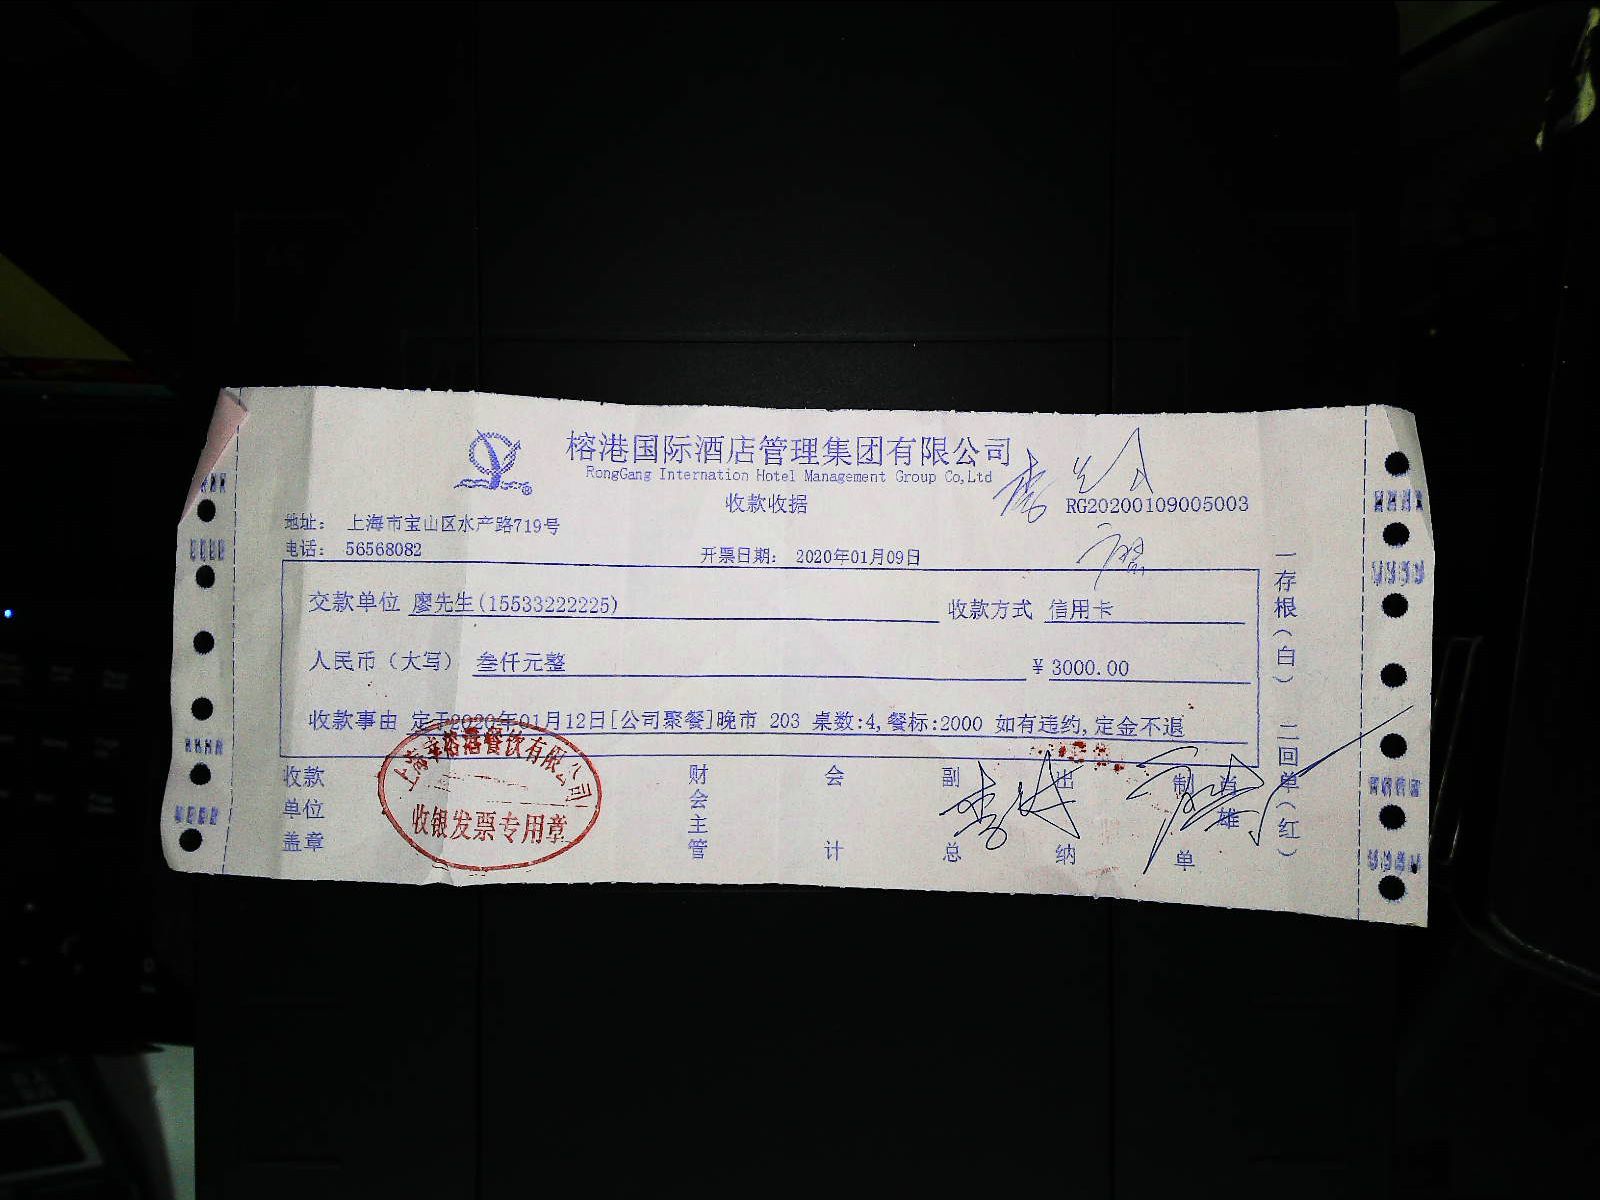 榕港国际酒店管理集团有限公司
RongGang Internation Hotel Management Group Co,Ltd
收款收据
RG20200109005003
地址： 上海市宝山区水产路719号
电话： 56568082
开票日期： 2020年01月09日
交款单位 廖先生(15533222225)
收款方式 信用卡
人民币（大写） 叁仟元整
¥ 3000.00
收款事由 定于2020年01月12日[公司聚餐]晚市 203 桌数:4,餐标:2000 如有违约,定金不退
收款单位盖章
财会主管
会计
副总
出纳
制单
收银发票专用章
一存根（白） 二回单（红）